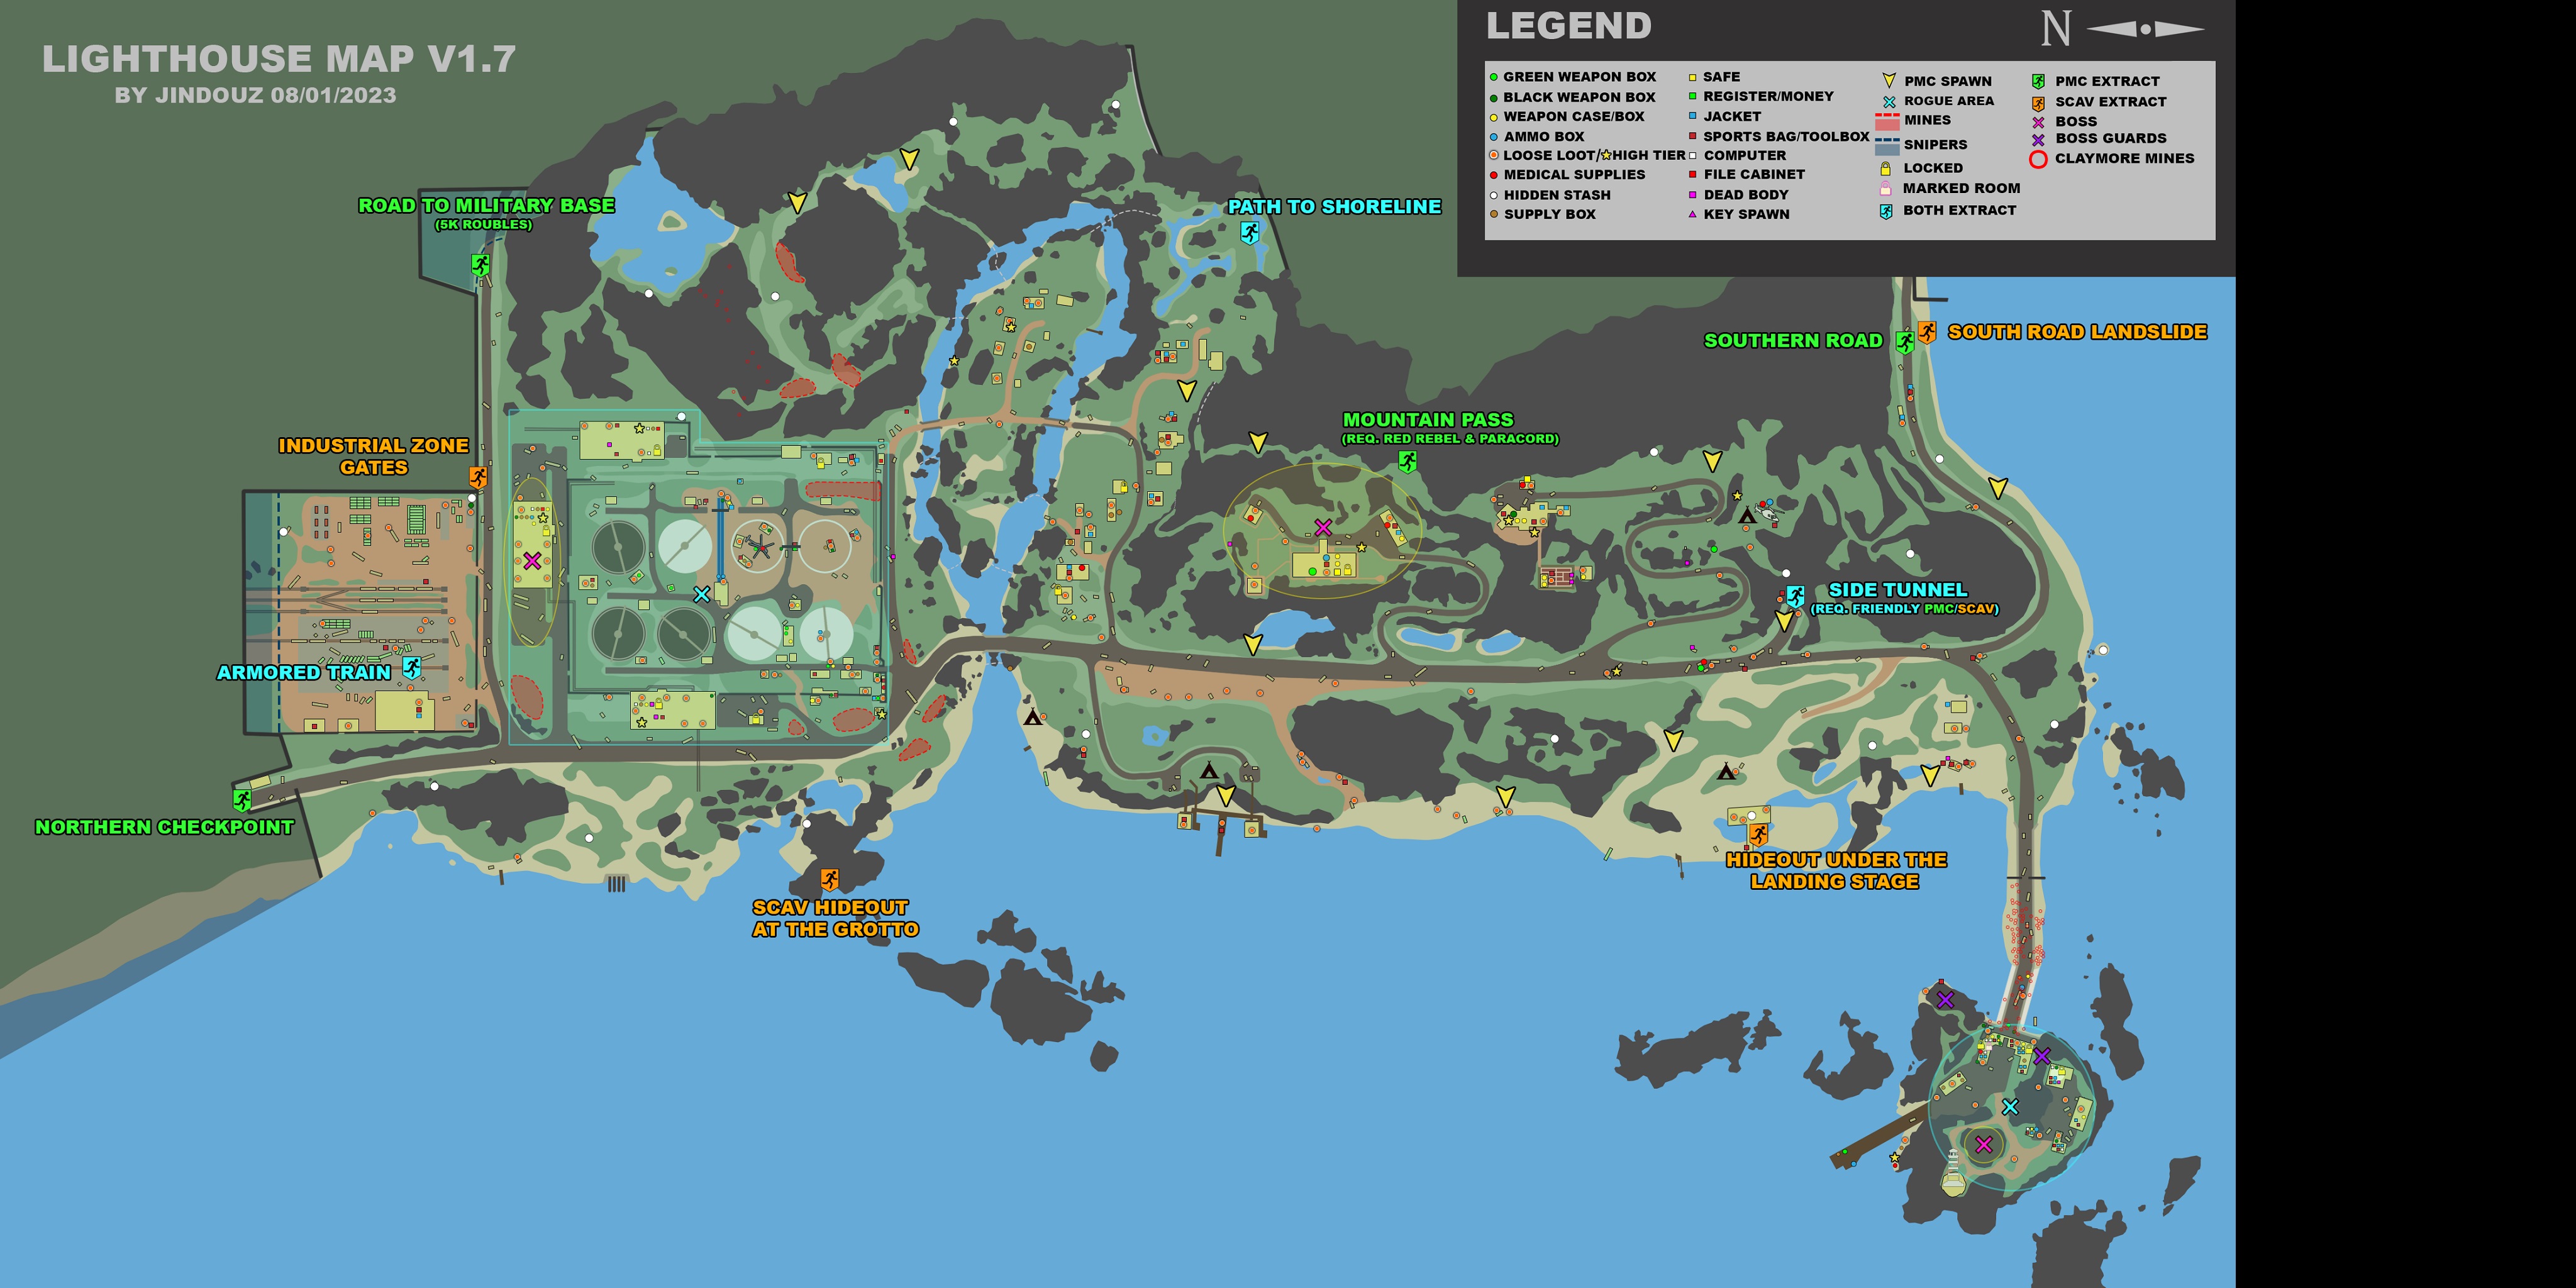 LIGHTHOUSE MAP V1.7
BY JINDOUZ 08/01/2023
LEGEND
N
GREEN WEAPON BOX
BLACK WEAPON BOX
WEAPON CASE/BOX
AMMO BOX
LOOSE LOOT/HIGH TIER
MEDICAL SUPPLIES
HIDDEN STASH
SUPPLY BOX
SAFE
REGISTER/MONEY
JACKET
SPORTS BAG/TOOLBOX
COMPUTER
FILE CABINET
DEAD BODY
KEY SPAWN
PMC SPAWN
ROGUE AREA
MINES
SNIPERS
LOCKED
MARKED ROOM
BOTH EXTRACT
PMC EXTRACT
SCAV EXTRACT
BOSS
BOSS GUARDS
CLAYMORE MINES
ROAD TO MILITARY BASE
(5K ROUBLES)
PATH TO SHORELINE
SOUTHERN ROAD
SOUTH ROAD LANDSLIDE
MOUNTAIN PASS
(REQ. RED REBEL & PARACORD)
INDUSTRIAL ZONE
GATES
SIDE TUNNEL
(REQ. FRIENDLY PMC/SCAV)
ARMORED TRAIN
NORTHERN CHECKPOINT
HIDEOUT UNDER THE
LANDING STAGE
SCAV HIDEOUT
AT THE GROTTO